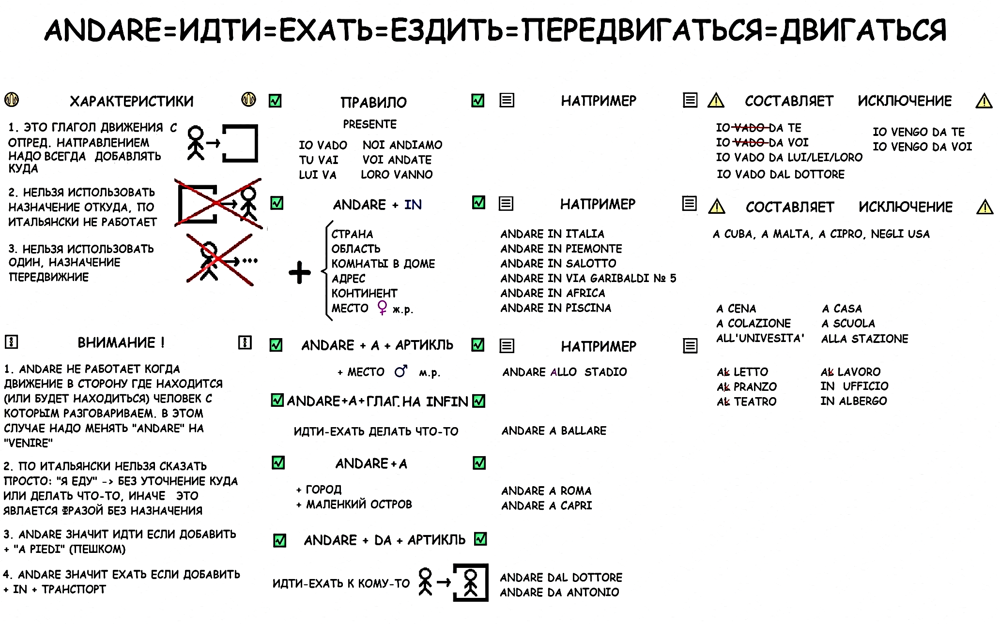 ANDARE=ИДТИ=ЕХАТЬ=ЕЗДИТЬ=ПЕРЕДВИГАТЬСЯ=ДВИГАТЬСЯ
ХАРАКТЕРИСТИКИ
1. ЭТО ГЛАГОЛ ДВИЖЕНИЯ С
ОПРЕД. НАПРАВЛЕНИЕМ
НАДО ВСЕГДА ДОБАВЛЯТЬ
КУДА
2. НЕЛЬЗЯ ИСПОЛЬЗОВАТЬ
НАЗНАЧЕНИЕ ОТКУДА, ПО
ИТАЛЬЯНСКИ НЕ РАБОТАЕТ
3. НЕЛЬЗЯ ИСПОЛЬЗОВАТЬ
ОДИН, НАЗНАЧЕНИЕ
ПЕРЕДВИЖНИЕ
ВНИМАНИЕ !
1. ANDARE НЕ РАБОТАЕТ КОГДА
ДВИЖЕНИЕ В СТОРОНУ ГДЕ НАХОДИТСЯ
(ИЛИ БУДЕТ НАХОДИТЬСЯ) ЧЕЛОВЕК С
КОТОРЫМ РАЗГОВАРИВАЕМ. В ЭТОМ
СЛУЧАЕ НАДО МЕНЯТЬ "ANDARE" НА
"VENIRE"
2. ПО ИТАЛЬЯНСКИ НЕЛЬЗЯ СКАЗАТЬ
ПРОСТО: "Я ЕДУ" -> БЕЗ УТОЧНЕНИЕ КУДА
ИЛИ ДЕЛАТЬ ЧТО-ТО, ИНАЧЕ ЭТО
ЯВЛАЕТСЯ ФРАЗОЙ БЕЗ НАЗНАЧЕНИЯ
3. ANDARE ЗНАЧИТ ИДТИ ЕСЛИ ДОБАВИТЬ
+ "A PIEDI" (ПЕШКОМ)
4. ANDARE ЗНАЧИТ ЕХАТЬ ЕСЛИ ДОБАВИТЬ
+ IN + ТРАНСПОРТ
ПРАВИЛО
PRESENTE
IO VADO NOI ANDIAMO
TU VAI VOI ANDATE
LUI VA LORO VANNO
ANDARE + IN
+
СТРАНА
ОБЛАСТЬ
КОМНАТЫ В ДОМЕ
АДРЕС
КОНТИНЕНТ
МЕСТО ♀ ж.р.
ANDARE + A + АРТИКЛЬ
+ МЕСТО ♂ м.р.
ANDARE+A+ГЛАГ. НА INFIN
ИДТИ-ЕХАТЬ ДЕЛАТЬ ЧТО-ТО
ANDARE+A
+ ГОРОД
+ МАЛЕНКИЙ ОСТРОВ
ANDARE + DA + АРТИКЛЬ
ИДТИ-ЕХАТЬ К КОМУ-ТО
НАПРИМЕР
НАПРИМЕР
ANDARE IN ITALIA
ANDARE IN PIEMONTE
ANDARE IN SALOTTO
ANDARE IN VIA GARIBALDI № 5
ANDARE IN AFRICA
ANDARE IN PISCINA
НАПРИМЕР
ANDARE ALLO STADIO
ANDARE A BALLARE
ANDARE A ROMA
ANDARE A CAPRI
ANDARE DAL DOTTORE
ANDARE DA ANTONIO
СОСТАВЛЯЕТ ИСКЛЮЧЕНИЕ
IO VADO DA TE
IO VADO DA VOI
IO VADO DA LUI/LEI/LORO
IO VADO DAL DOTTORE
IO VENGO DA TE
IO VENGO DA VOI
СОСТАВЛЯЕТ ИСКЛЮЧЕНИЕ
A CUBA, A MALTA, A CIPRO, NEGLI USA
A CENA A CASA
A COLAZIONE A SCUOLA
ALL'UNIVESITA' ALLA STAZIONE
AL LETTO AL LAVORO
AL PRANZO IN UFFICIO
AL TEATRO IN ALBERGO